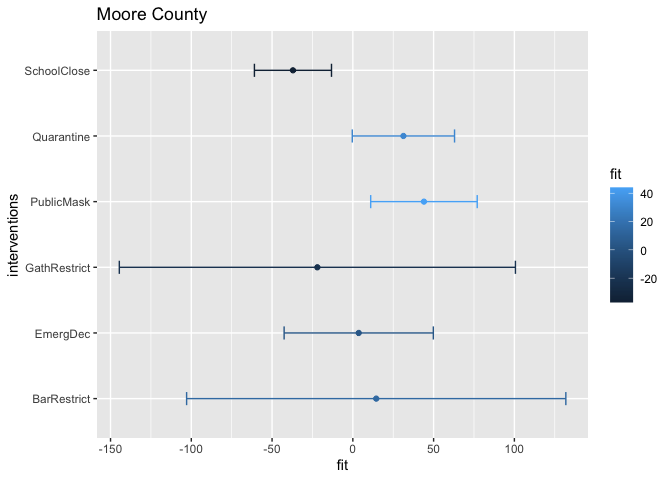 Moore County
SchoolClose
Quarantine
PublicMask
GathRestrict
EmergDec
BarRestrict
interventions
-150 -100 -50 0 50 100
fit
fit
40
20
0
-20